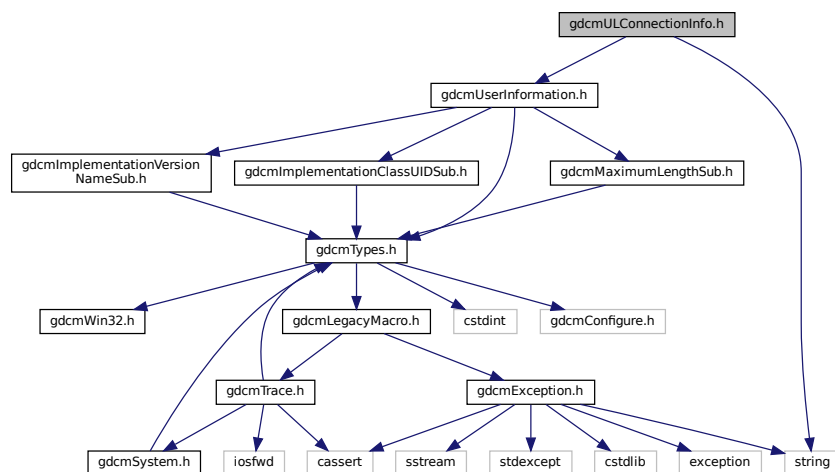 gdcmULConnectionInfo.h
gdcmUserInformation.h
gdcmImplementationVersion
NameSub.h
gdcmImplementationClassUIDSub.h
gdcmMaximumLengthSub.h
gdcmTypes.h
gdcmWin32.h
gdcmLegacyMacro.h
cstdint
gdcmConfigure.h
gdcmTrace.h
gdcmException.h
gdcmSystem.h
iosfwd
cassert
sstream
stdexcept
cstdlib
exception
string